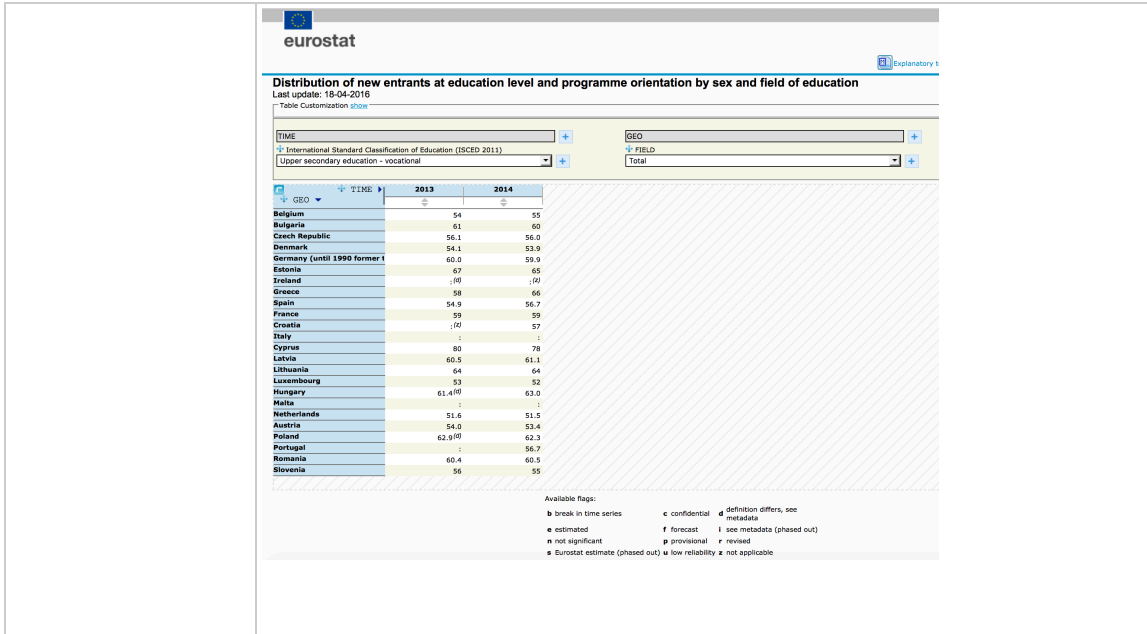 eurostat
Explanatory t
Distribution of new entrants at education level and programme orientation by sex and field of education
Last update: 18-04-2016
Table Customization show
TIME + GEO +
International Standard Classification of Education (ISCED 2011) FIELD
Upper secondary education - vocational + Total +
C TIME 2013 2014
GEO
Belgium 54 55
Bulgaria 61 60
Czech Republic 56.1 56.0
Denmark 54.1 53.9
Germany (until 1990 former t 60.0 59.9
Estonia 67 65
Ireland :(d) :(z)
Greece 58 66
Spain 54.9 56.7
France 59 59
Croatia :(z) 57
Italy : :
Cyprus 80 78
Latvia 60.5 61.1
Lithuania 64 64
Luxembourg 53 52
Hungary 61.4(d) 63.0
Malta : :
Netherlands 51.6 51.5
Austria 54.0 53.4
Poland 62.9(d) 62.3
Portugal : 56.7
Romania 60.4 60.5
Slovenia 56 55
Available flags:
b break in time series c confidential d definition differs, see metadata
e estimated f forecast i see metadata (phased out)
n not significant p provisional r revised
s Eurostat estimate (phased out) u low reliability z not applicable